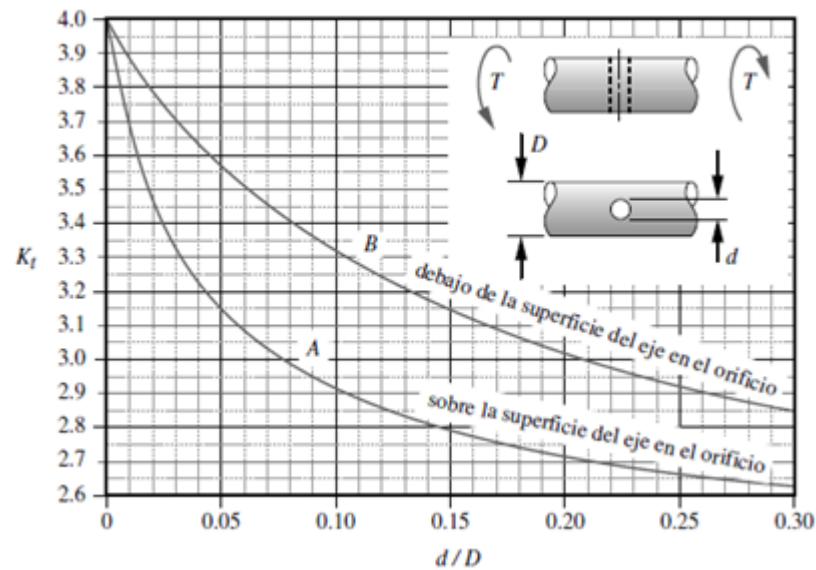 4.0
3.9
3.8
3.7
3.6
3.5
3.4
3.3
3.2
3.1
3.0
2.9
2.8
2.7
2.6
K_t
T
T
D
d
B
debajo de la superficie del eje en el orificio
A
sobre la superficie del eje en el orificio
0 0.05 0.10 0.15 0.20 0.25 0.30
d / D